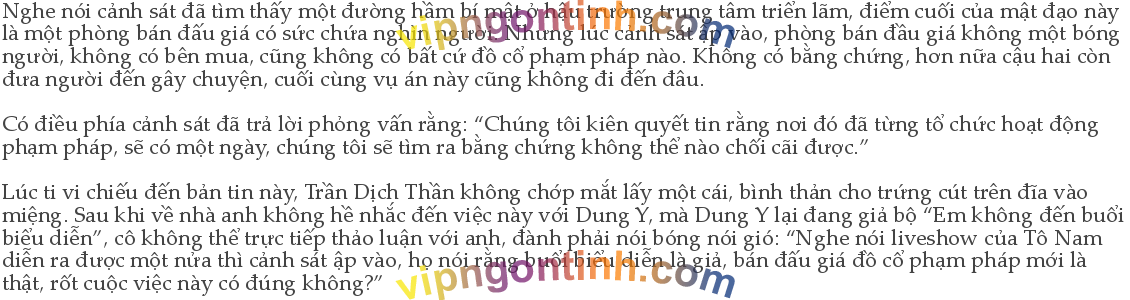 Nghe nói cảnh sát đã tìm thấy một đường hầm bí mật ở hậu trường trung tâm triển lãm, điểm cuối của mật đạo này
là một phòng bán đấu giá có sức chứa nghìn người. Nhưng lúc cảnh sát ập vào, phòng bán đầu giá không một bóng
người, không có bên mua, cũng không có bất cứ đồ cổ phạm pháp nào. Không có bằng chứng, hơn nữa cậu hai còn
đưa người đến gây chuyện, cuối cùng vụ án này cũng không đi đến đâu.
Có điều phía cảnh sát đã trả lời phỏng vấn rằng: “Chúng tôi kiên quyết tin rằng nơi đó đã từng tổ chức hoạt động
phạm pháp, sẽ có một ngày, chúng tôi sẽ tìm ra bằng chứng không thể nào chối cãi được.”
Lúc ti vi chiếu đến bản tin này, Trần Dịch Thần không chớp mắt lấy một cái, bình thản cho trứng cút trên đĩa vào
miệng. Sau khi về nhà anh không hề nhắc đến việc này với Dung Ý, mà Dung Ý lại đang giả bộ “Em không đến buổi
biểu diễn”, cô không thể trực tiếp thảo luận với anh, đành phải nói bóng nói gió: “Nghe nói liveshow của Tô Nam
diễn ra được một nửa thì cảnh sát ập vào, họ nói rằng buổi biểu diễn là giả, bán đấu giá đồ cổ phạm pháp mới là
thật, rốt cuộc việc này có đúng không?”
vipngontinh.com
vipngontinh.com